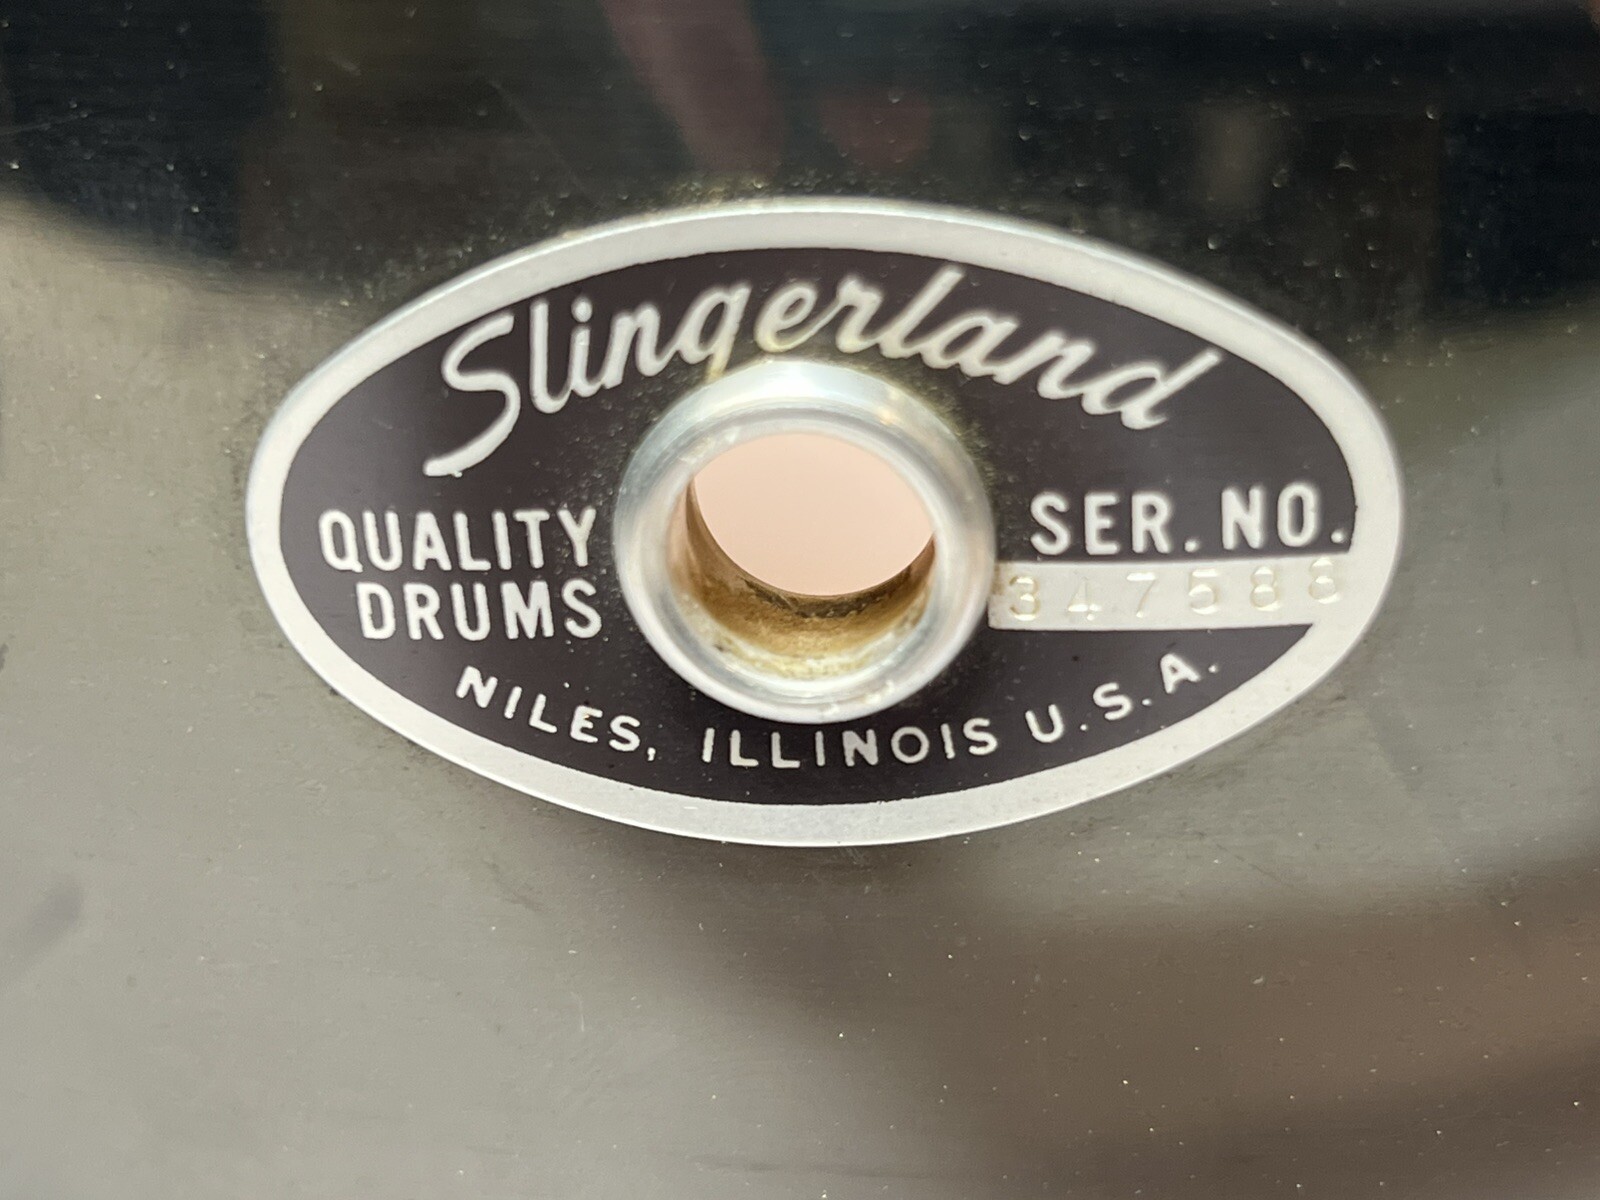 Slingerland
QUALITY
DRUMS
SER. NO.
347588
NILES, ILLINOIS U.S.A.